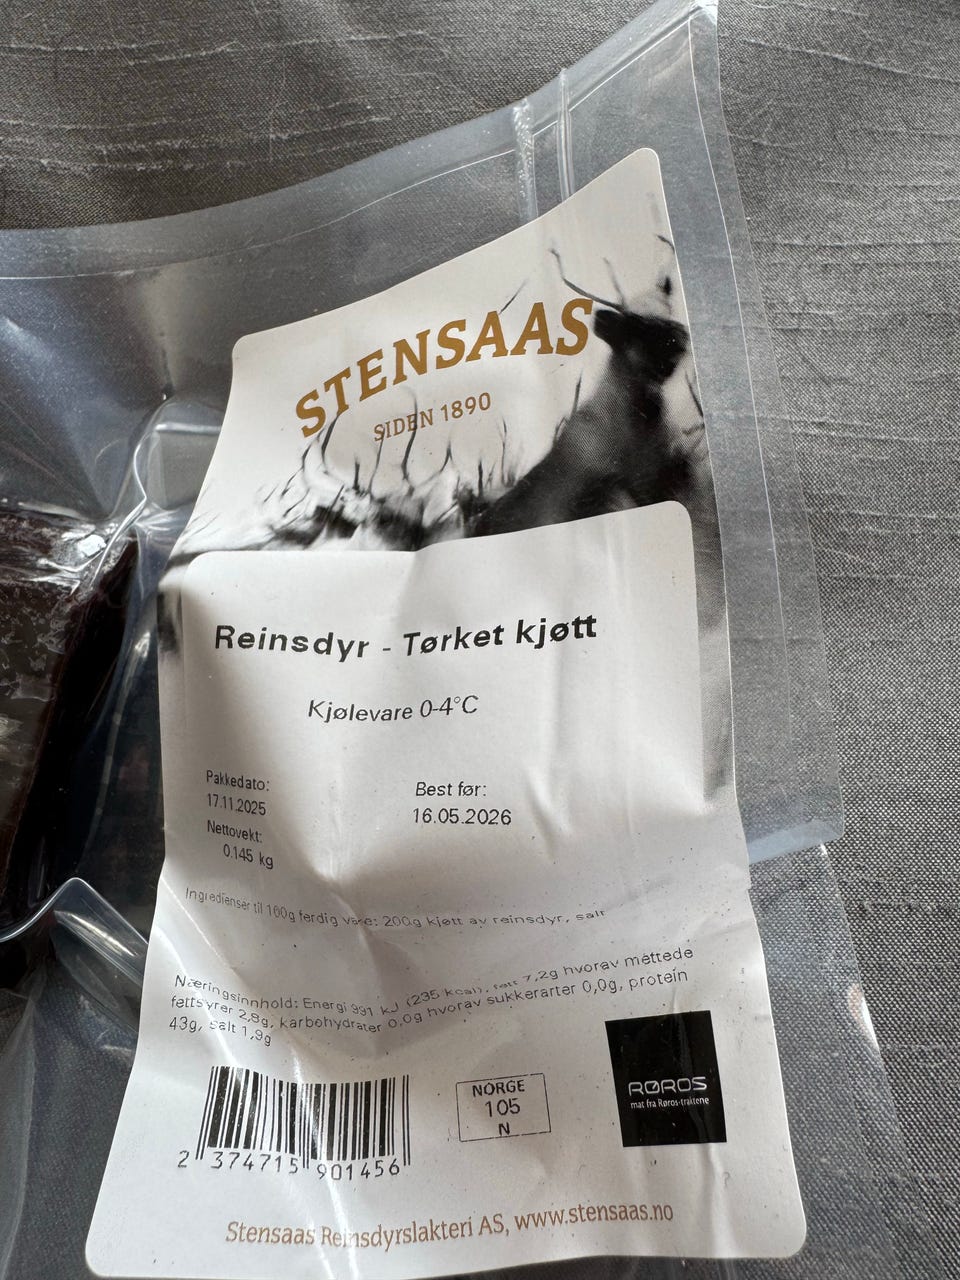 STENSAAS
SIDEN 1890
Reinsdyr - Tørket kjøtt
Kjølevare 0-4°C
Pakkedato:
17.11.2025
Nettovekt:
0.145 kg
Best før:
16.05.2026
Ingredienser til 100g ferdig vare: 200g kjøtt av reinsdyr, salt
Næringsinnhold: Energi 991 kJ (235 kcal), fett 7,2g hvorav mettede
fettsyrer 2,8g, karbohydrater 0,0g hvorav sukkerarter 0,0g, protein
43g, salt 1,9g
2 374715 901456
NORGE
105
N
RØROS
mat fra Røros-traktene
Stensaas Reinsdyrslakteri AS, www.stensaas.no